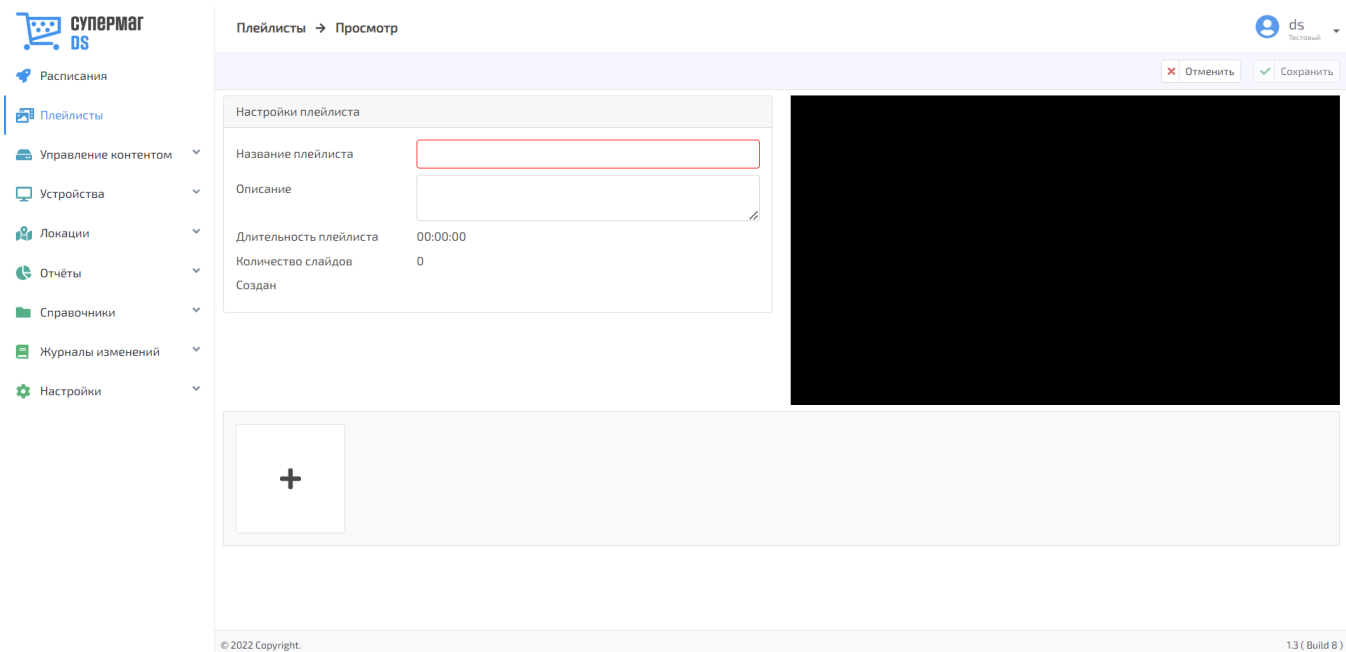 СУПЕРМАГ
DS
Плейлисты → Просмотр
ds
Тестовый
Отменить
Сохранить
Расписания
Плейлисты
Управление контентом
Устройства
Локации
Отчёты
Справочники
Журналы изменений
Настройки
Настройки плейлиста
Название плейлиста
Описание
Длительность плейлиста 00:00:00
Количество слайдов 0
Создан
© 2022 Copyright.
1.3 ( Build 8 )